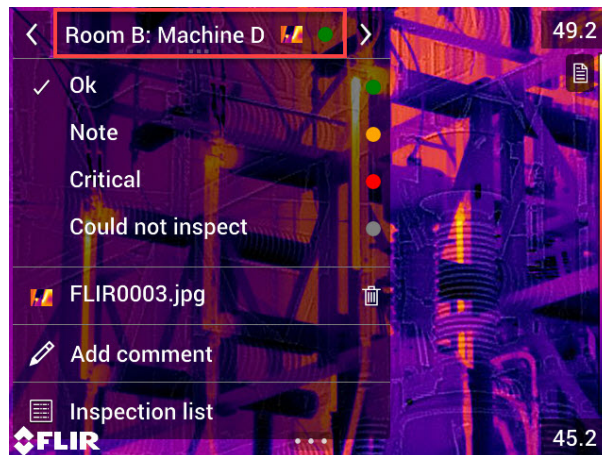 Room B: Machine D
49.2
Ok
Note
Critical
Could not inspect
FLIR0003.jpg
Add comment
Inspection list
FLIR
45.2